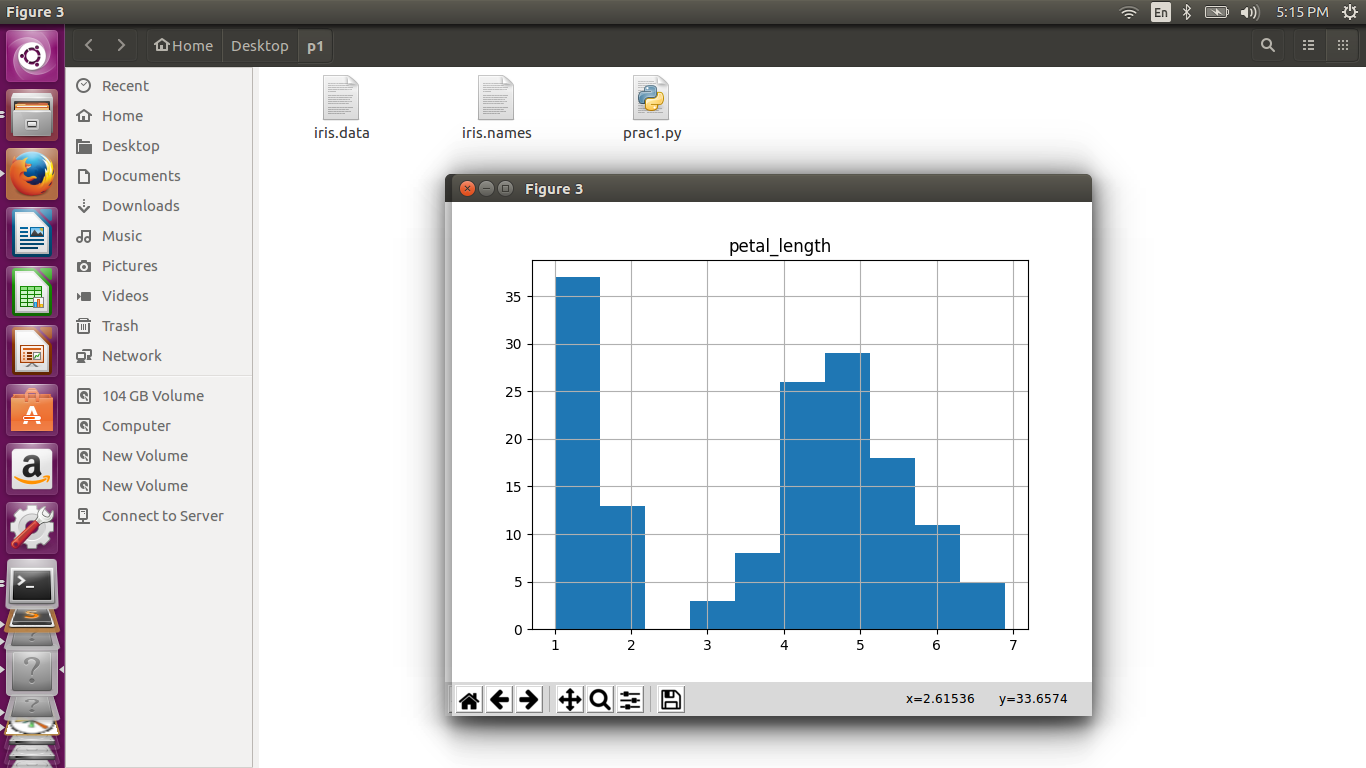 Figure 3
En
5:15 PM
Home
Desktop
p1
Recent
Home
Desktop
Documents
Downloads
Music
Pictures
Videos
Trash
Network
104 GB Volume
Computer
New Volume
New Volume
Connect to Server
iris.data
iris.names
prac1.py
Figure 3
petal_length
35
30
25
20
15
10
5
0
1 2 3 4 5 6 7
x=2.61536 y=33.6574